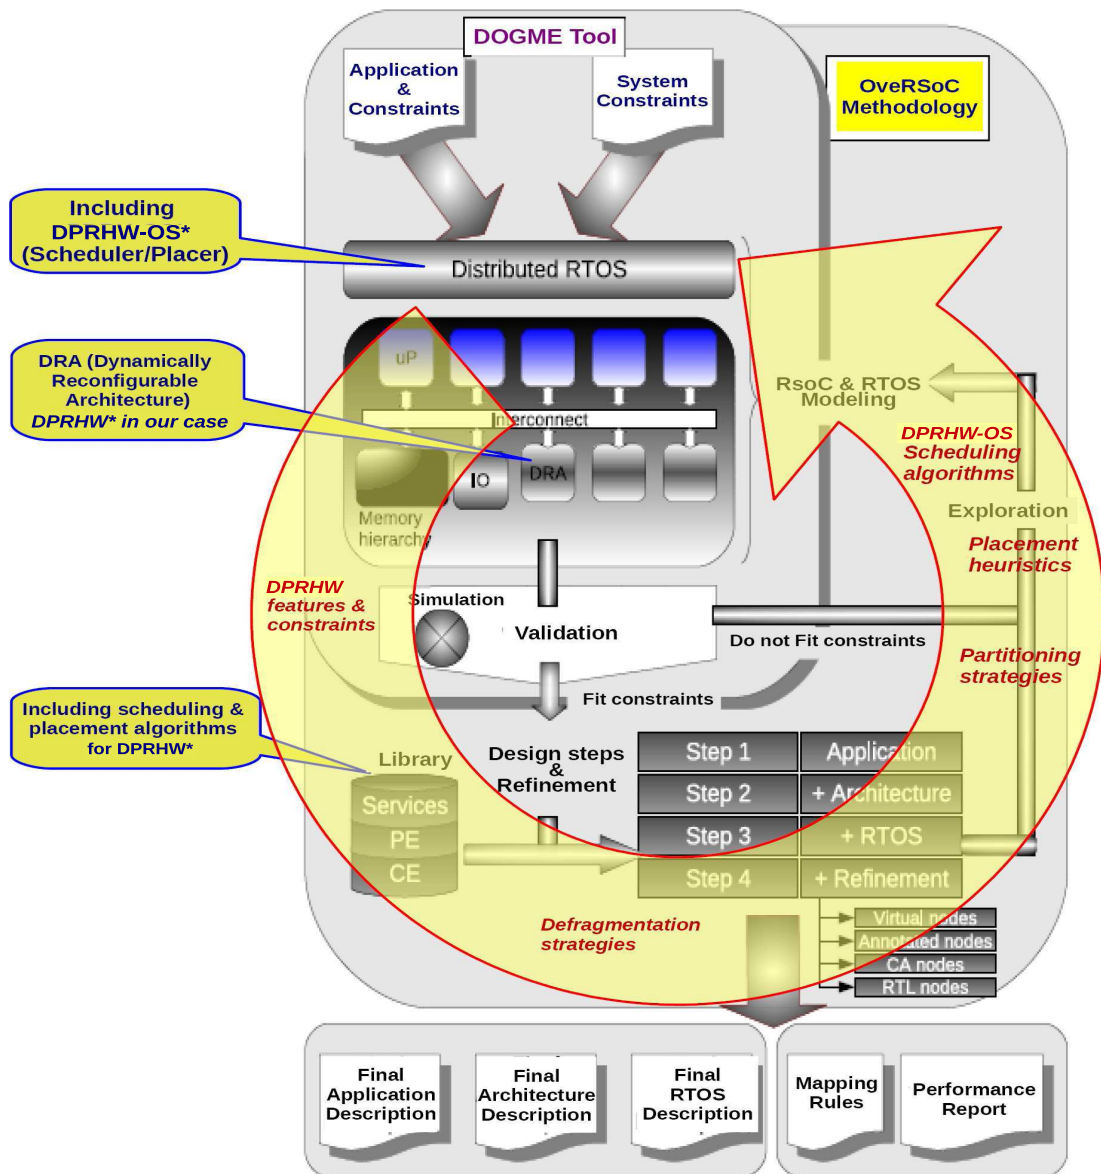 DOGME Tool
Application
&
Constraints
System
Constraints
OveRSoC
Methodology
Including
DPRHW-OS*
(Scheduler/Placer)
Distributed RTOS
DRA (Dynamically
Reconfigurable
Architecture)
DPRHW* in our case
uP
Interconnect
IO
DRA
Memory
hierarchy
RsoC & RTOS
Modeling
DPRHW-OS
Scheduling
algorithms
Exploration
Placement
heuristics
DPRHW
features &
constraints
Simulation
Validation
Do not Fit constraints
Partitioning
strategies
Fit constraints
Including scheduling &
placement algorithms
for DPRHW*
Library
Services
PE
CE
Design steps
&
Refinement
Step 1
Application
Step 2
+ Architecture
Step 3
+ RTOS
Step 4
+ Refinement
Virtual nodes
Annotated nodes
CA nodes
RTL nodes
Defragmentation
strategies
Final
Application
Description
Final
Architecture
Description
Final
RTOS
Description
Mapping
Rules
Performance
Report